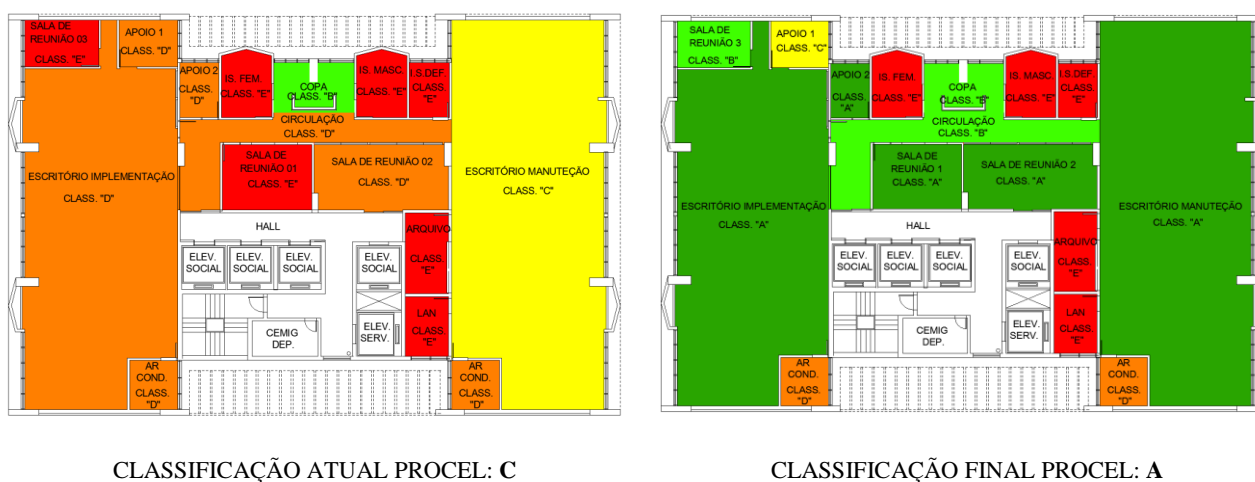 SALA DE
REUNIÃO 03
CLASS. "E"
APOIO 1
CLASS. "D"
APOIO 2
CLASS.
"D"
IS. FEM.
CLASS. "E"
COPA
CLASS. "B"
IS. MASC.
CLASS. "E"
I.S.DEF.
CLASS.
"E"
CIRCULAÇÃO
CLASS. "D"
SALA DE
REUNIÃO 01
CLASS. "E"
SALA DE REUNIÃO 02
CLASS. "D"
ESCRITÓRIO IMPLEMENTAÇÃO
CLASS. "D"
ESCRITÓRIO MANUTEÇÃO
CLASS. "C"
HALL
ARQUIVO
CLASS.
"E"
ELEV.
SOCIAL
ELEV.
SOCIAL
ELEV.
SOCIAL
ELEV.
SOCIAL
LAN
CLASS.
"E"
CEMIG
DEP.
ELEV.
SERV.
AR
COND.
CLASS.
"D"
AR
COND.
CLASS.
"D"
CLASSIFICAÇÃO ATUAL PROCEL: C
SALA DE
REUNIÃO 3
CLASS. "B"
APOIO 1
CLASS. "C"
APOIO 2
CLASS.
"A"
IS. FEM.
CLASS. "E"
COPA
CLASS. "B"
IS. MASC.
CLASS. "E"
I.S.DEF.
CLASS.
"E"
CIRCULAÇÃO
CLASS. "B"
SALA DE
REUNIÃO 1
CLASS. "A"
SALA DE REUNIÃO 2
CLASS. "A"
ESCRITÓRIO IMPLEMENTAÇÃO
CLASS. "A"
ESCRITÓRIO MANUTEÇÃO
CLASS. "A"
HALL
ARQUIVO
CLASS.
"E"
ELEV.
SOCIAL
ELEV.
SOCIAL
ELEV.
SOCIAL
ELEV.
SOCIAL
LAN
CLASS.
"E"
CEMIG
DEP.
ELEV.
SERV.
AR
COND.
CLASS.
"D"
AR
COND.
CLASS.
"D"
CLASSIFICAÇÃO FINAL PROCEL: A